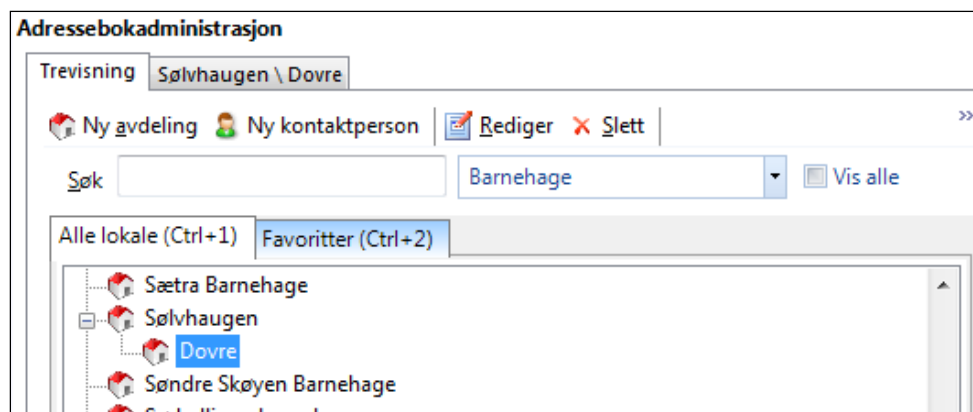 Adressebokadministrasjon
Trevisning Sølvhaugen \ Dovre
Ny avdeling Ny kontaktperson Rediger Slett »
Søk Barnehage Vis alle
Alle lokale (Ctrl+1) Favoritter (Ctrl+2)
Sætra Barnehage
Sølvhaugen
Dovre
Søndre Skøyen Barnehage